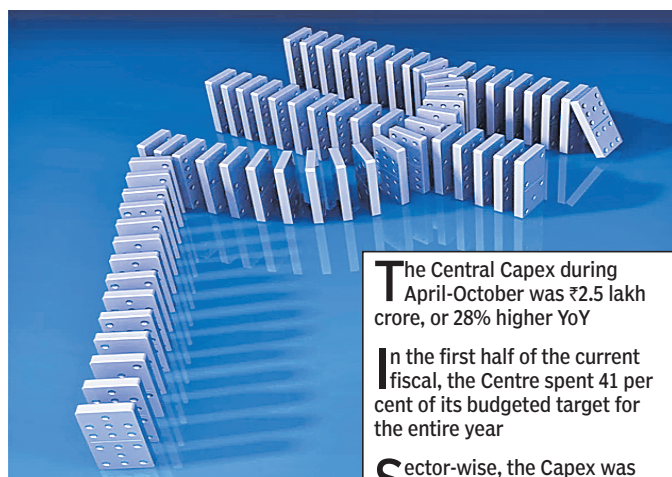 The Central Capex during
April-October was ₹2.5 lakh
crore, or 28% higher YoY
In the first half of the current
fiscal, the Centre spent 41 per
cent of its budgeted target for
the entire year
Sector-wise, the Capex was